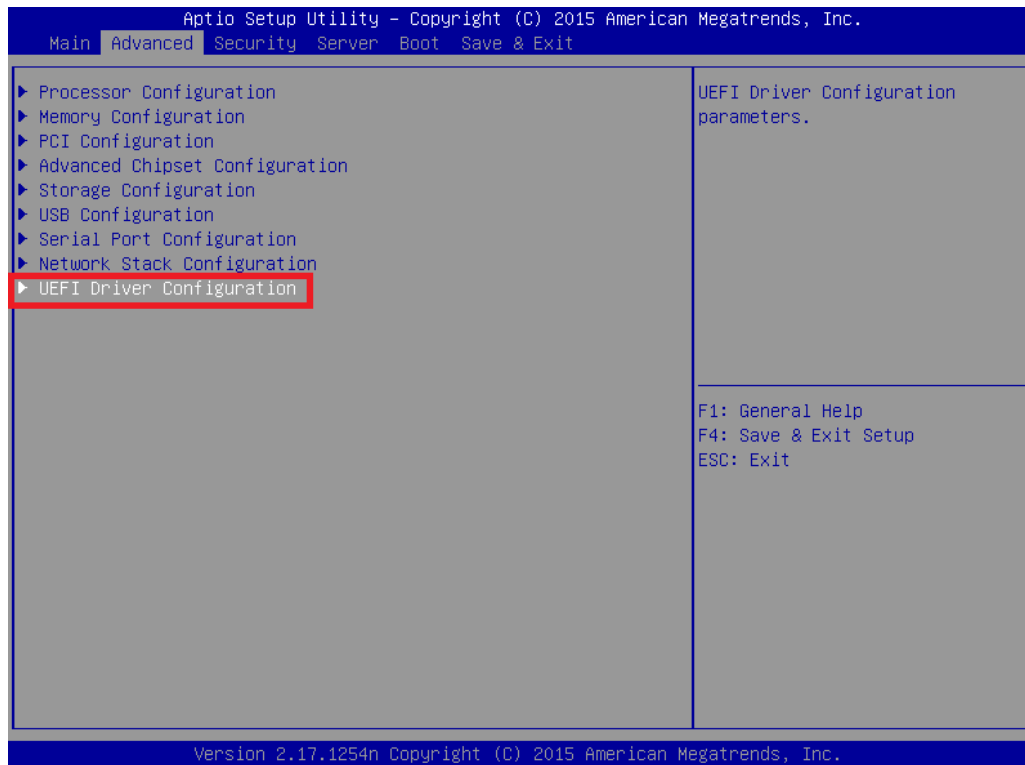 Aptio Setup Utility – Copyright (C) 2015 American Megatrends, Inc.
Main Advanced Security Server Boot Save & Exit
Processor Configuration
Memory Configuration
PCI Configuration
Advanced Chipset Configuration
Storage Configuration
USB Configuration
Serial Port Configuration
Network Stack Configuration
UEFI Driver Configuration
UEFI Driver Configuration
parameters.
F1: General Help
F4: Save & Exit Setup
ESC: Exit
Version 2.17.1254n Copyright (C) 2015 American Megatrends, Inc.